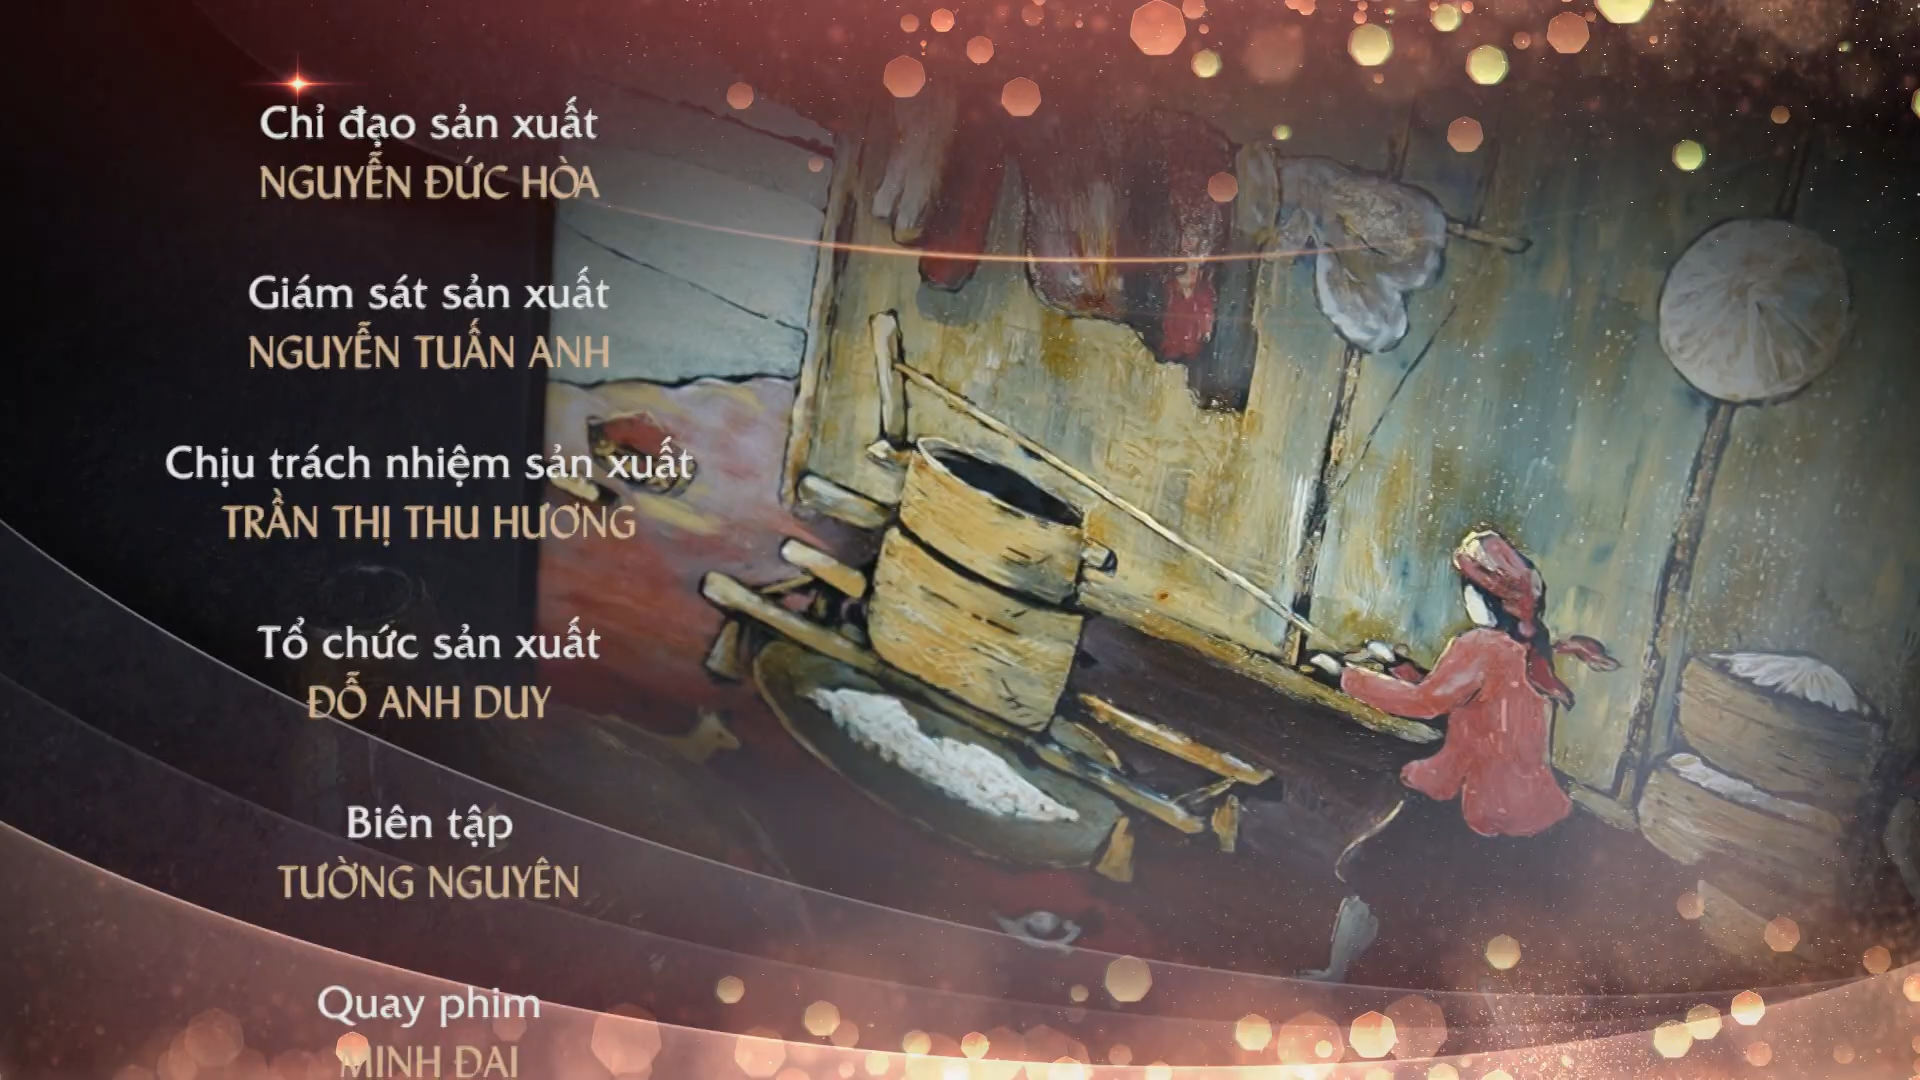 Chỉ đạo sản xuất
NGUYỄN ĐỨC HÒA
Giám sát sản xuất
NGUYỄN TUẤN ANH
Chịu trách nhiệm sản xuất
TRẦN THỊ THU HƯƠNG
Tổ chức sản xuất
ĐỖ ANH DUY
Biên tập
TƯỜNG NGUYÊN
Quay phim
MINH